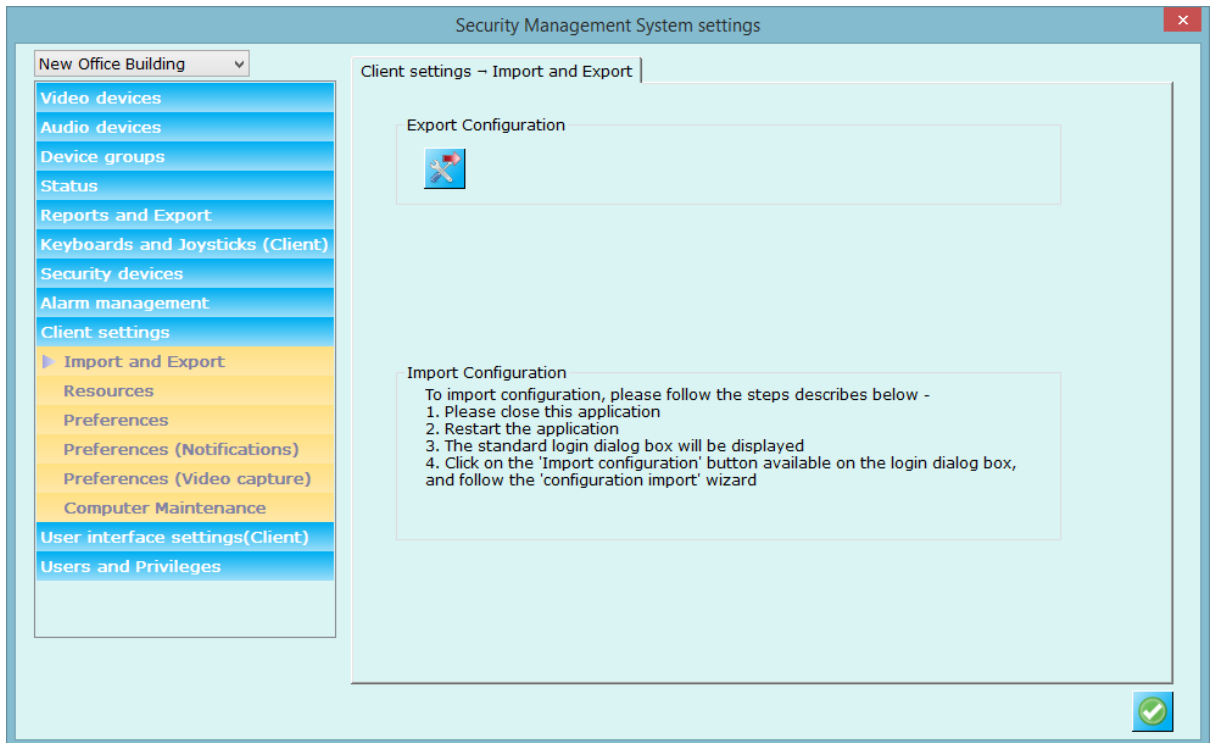 Security Management System settings
New Office Building
Video devices
Audio devices
Device groups
Status
Reports and Export
Keyboards and Joysticks (Client)
Security devices
Alarm management
Client settings
Import and Export
Resources
Preferences
Preferences (Notifications)
Preferences (Video capture)
Computer Maintenance
User interface settings(Client)
Users and Privileges
Client settings → Import and Export
Export Configuration
Import Configuration
To import configuration, please follow the steps describes below -
1. Please close this application
2. Restart the application
3. The standard login dialog box will be displayed
4. Click on the 'Import configuration' button available on the login dialog box,
and follow the 'configuration import' wizard